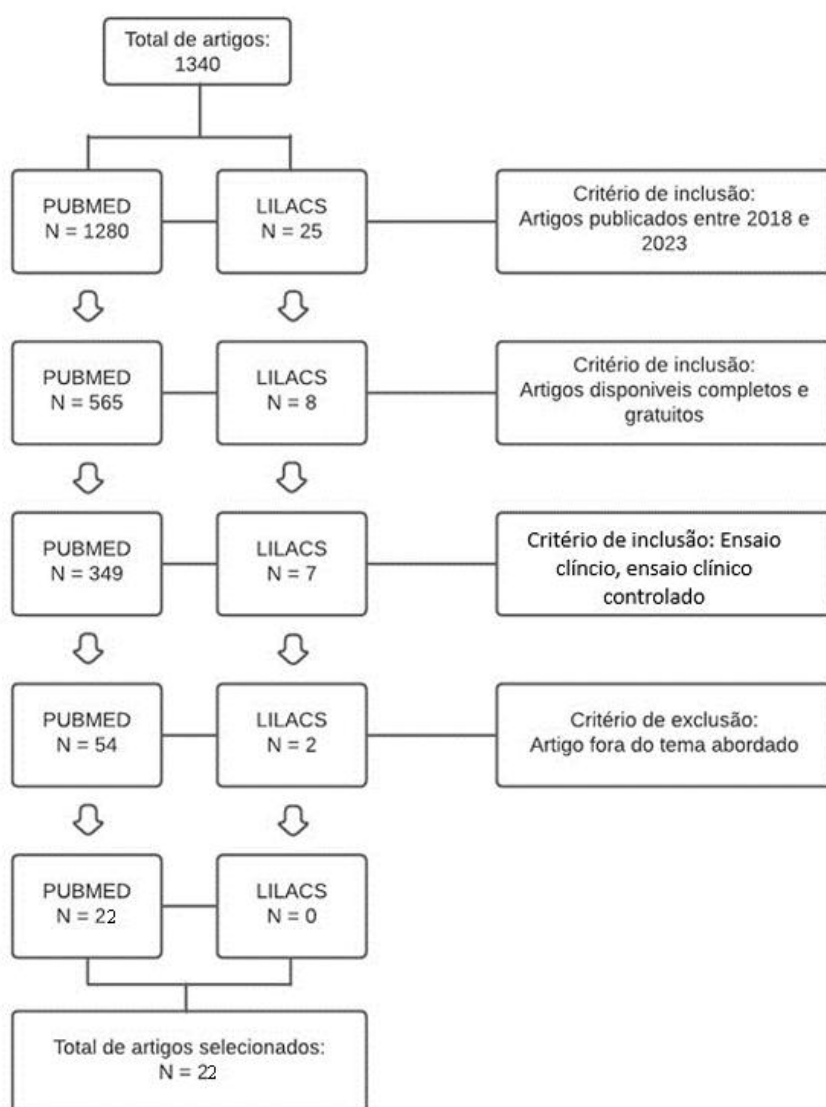 Total de artigos:
1340
PUBMED
N = 1280
LILACS
N = 25
Critério de inclusão:
Artigos publicados entre 2018 e
2023
PUBMED
N = 565
LILACS
N = 8
Critério de inclusão:
Artigos disponiveis completos e
gratuitos
PUBMED
N = 349
LILACS
N = 7
Critério de inclusão: Ensaio
clíncio, ensaio clínico
controlado
PUBMED
N = 54
LILACS
N = 2
Critério de exclusão:
Artigo fora do tema abordado
PUBMED
N = 22
LILACS
N = 0
Total de artigos selecionados:
N = 22